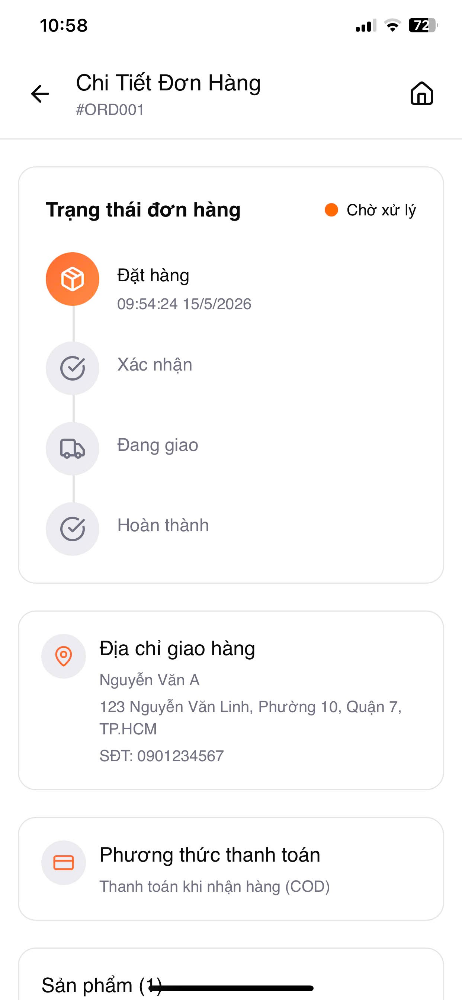 10:58
72
Chi Tiết Đơn Hàng
#ORD001
Trạng thái đơn hàng
Chờ xử lý
Đặt hàng
09:54:24 15/5/2026
Xác nhận
Đang giao
Hoàn thành
Địa chỉ giao hàng
Nguyễn Văn A
123 Nguyễn Văn Linh, Phường 10, Quận 7,
TP.HCM
SĐT: 0901234567
Phương thức thanh toán
Thanh toán khi nhận hàng (COD)
Sản phẩm (1)